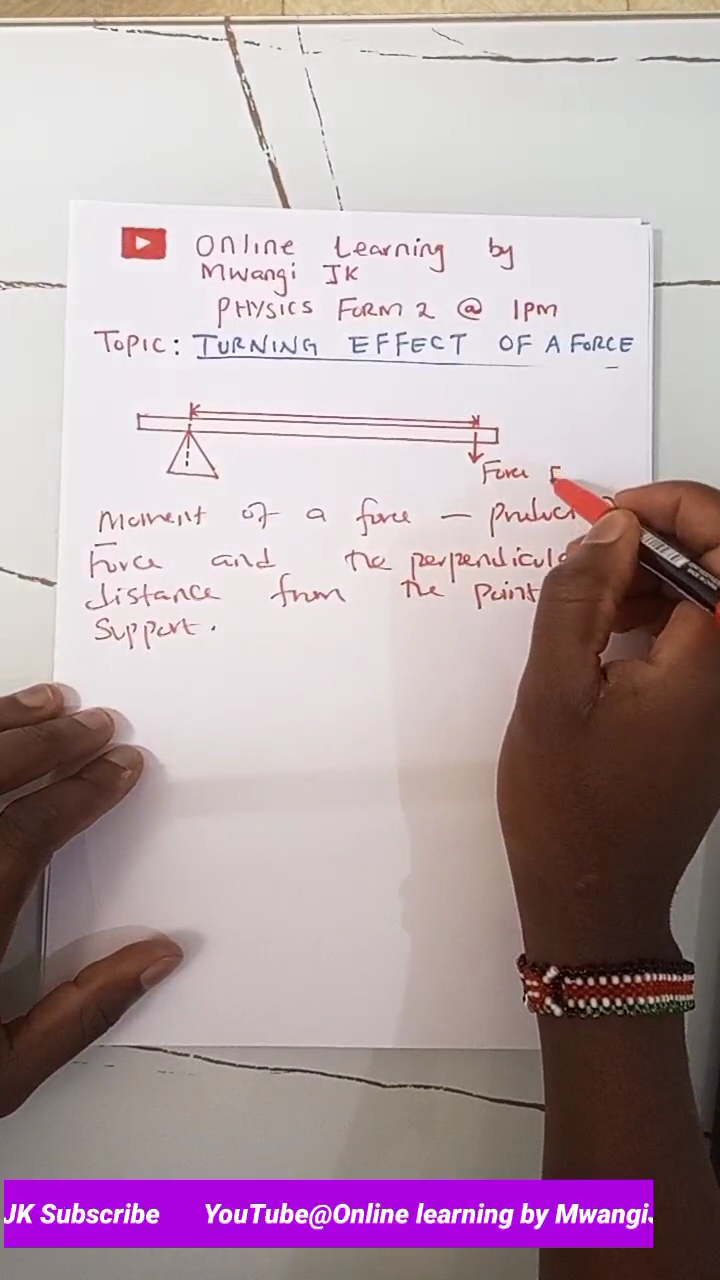 Online Learning by
Mwangi JK
PHYSICS FORM 2 @ 1PM
TOPIC: TURNING EFFECT OF A FORCE
Force
Moment of a force — Product
Force and the perpendicular
distance from the point
Support.
JK Subscribe YouTube@Online learning by Mwangi